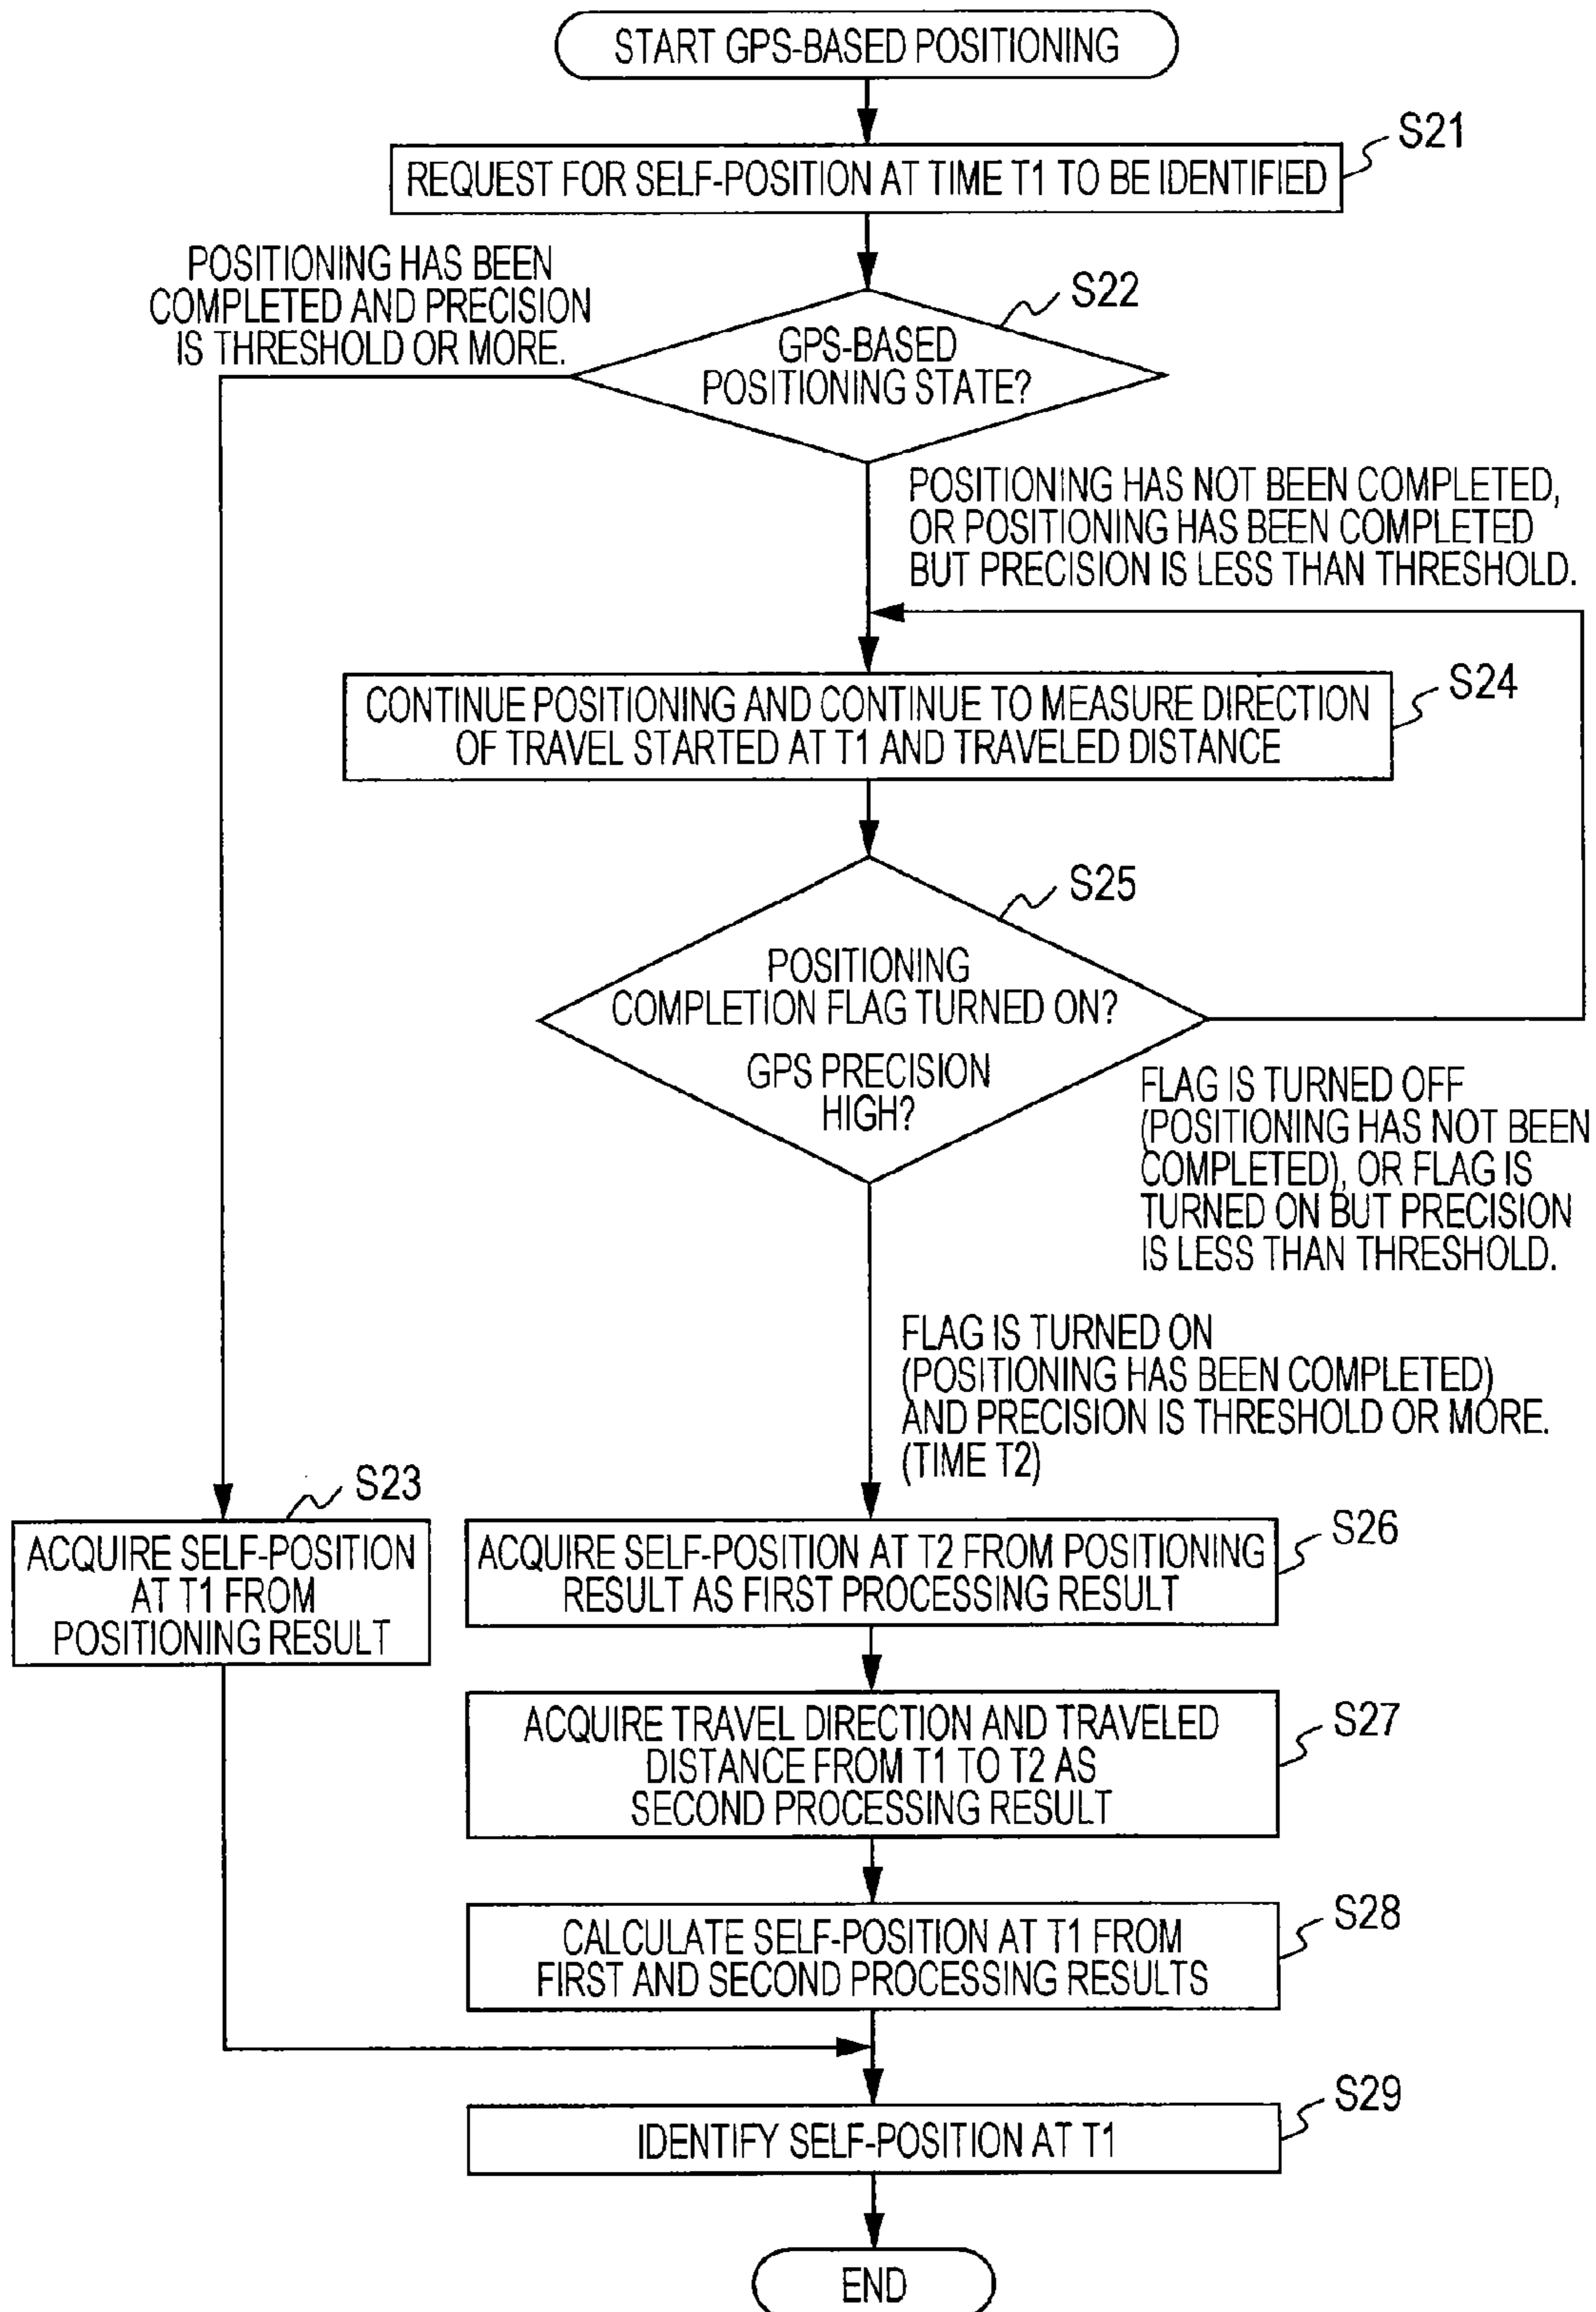 START GPS-BASED POSITIONING
S21
REQUEST FOR SELF-POSITION AT TIME T1 TO BE IDENTIFIED
POSITIONING HAS BEEN
COMPLETED AND PRECISION
IS THRESHOLD OR MORE.
S22
GPS-BASED
POSITIONING STATE?
POSITIONING HAS NOT BEEN COMPLETED,
OR POSITIONING HAS BEEN COMPLETED
BUT PRECISION IS LESS THAN THRESHOLD.
S24
CONTINUE POSITIONING AND CONTINUE TO MEASURE DIRECTION
OF TRAVEL STARTED AT T1 AND TRAVELED DISTANCE
S25
POSITIONING
COMPLETION FLAG TURNED ON?
GPS PRECISION
HIGH?
FLAG IS TURNED OFF
(POSITIONING HAS NOT BEEN
COMPLETED), OR FLAG IS
TURNED ON BUT PRECISION
IS LESS THAN THRESHOLD.
FLAG IS TURNED ON
(POSITIONING HAS BEEN COMPLETED)
AND PRECISION IS THRESHOLD OR MORE.
(TIME T2)
S23
ACQUIRE SELF-POSITION
AT T1 FROM
POSITIONING RESULT
S26
ACQUIRE SELF-POSITION AT T2 FROM POSITIONING
RESULT AS FIRST PROCESSING RESULT
S27
ACQUIRE TRAVEL DIRECTION AND TRAVELED
DISTANCE FROM T1 TO T2 AS
SECOND PROCESSING RESULT
S28
CALCULATE SELF-POSITION AT T1 FROM
FIRST AND SECOND PROCESSING RESULTS
S29
IDENTIFY SELF-POSITION AT T1
END